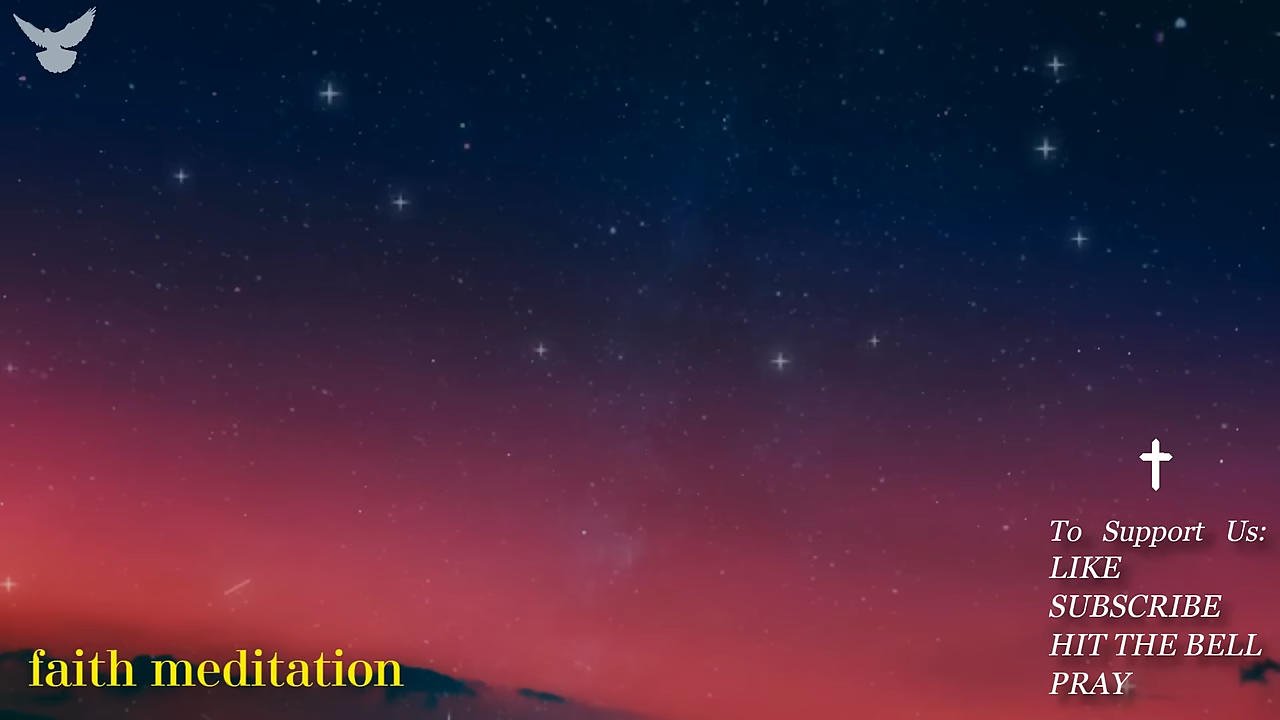 To Support Us:
LIKE
SUBSCRIBE
HIT THE BELL
PRAY
faith meditation